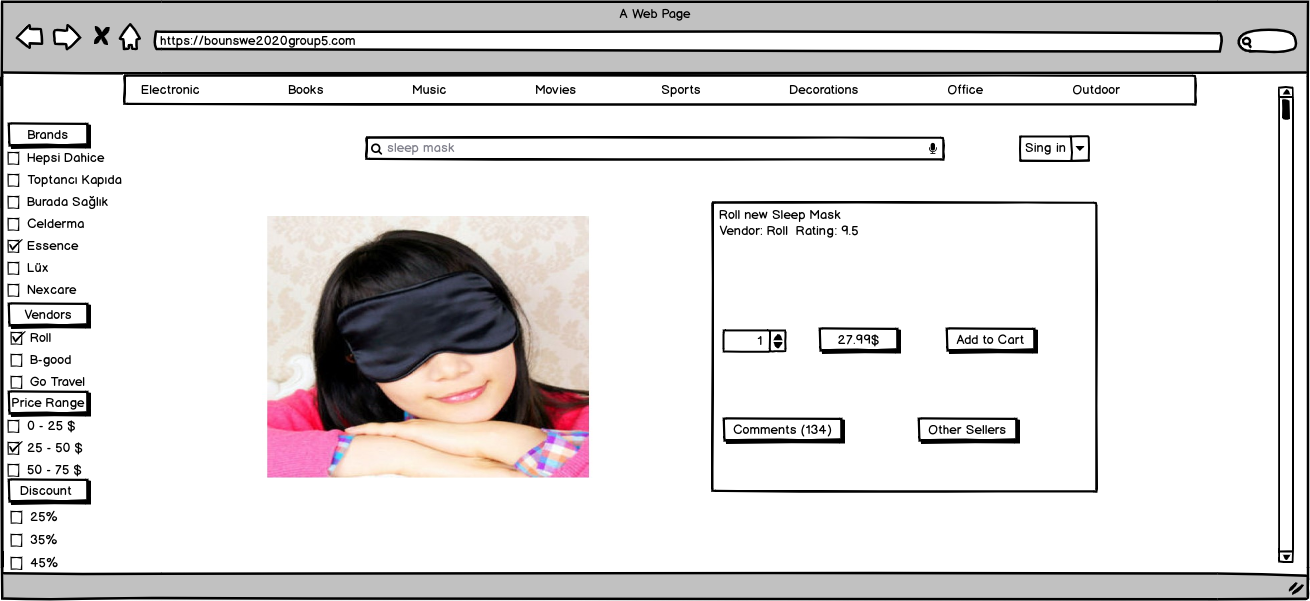 A Web Page
https://bounswe2020group5.com
Electronic Books Music Movies Sports Decorations Office Outdoor
sleep mask
Sing in
Brands
Hepsi Dahice
Toptancı Kapıda
Burada Sağlık
Celderma
Essence
Lüx
Nexcare
Vendors
Roll
B-good
Go Travel
Price Range
0 - 25 $
25 - 50 $
50 - 75 $
Discount
25%
35%
45%
Roll new Sleep Mask
Vendor: Roll Rating: 9.5
1
27.99$
Add to Cart
Comments (134)
Other Sellers